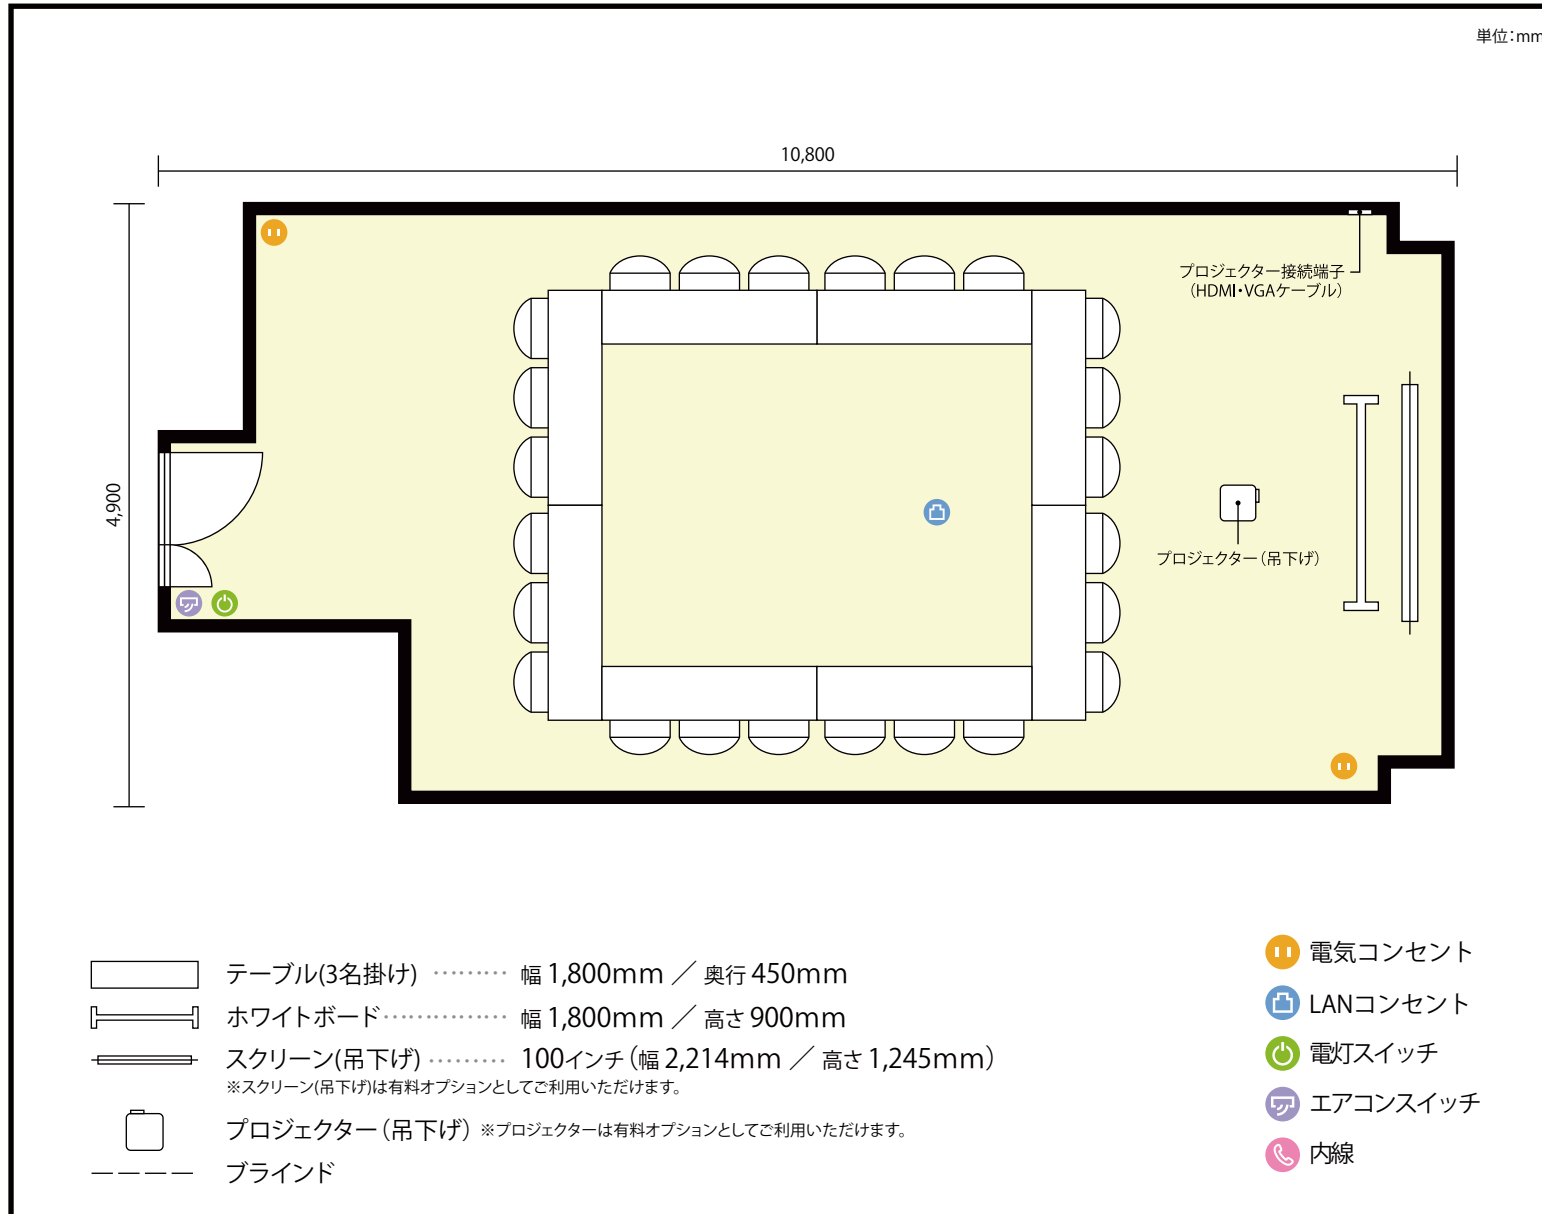 単位：mm
10,800
4,900
プロジェクター接続端子
（HDMI・VGAケーブル）
プロジェクター（吊下げ）
テーブル(3名掛け) ……… 幅 1,800mm ／ 奥行 450mm
ホワイトボード…………… 幅 1,800mm ／ 高さ 900mm
スクリーン(吊下げ) ……… 100インチ（幅 2,214mm ／ 高さ 1,245mm）
※スクリーン(吊下げ)は有料オプションとしてご利用いただけます。
プロジェクター（吊下げ） ※プロジェクターは有料オプションとしてご利用いただけます。
ブラインド
電気コンセント
LANコンセント
電灯スイッチ
エアコンスイッチ
内線